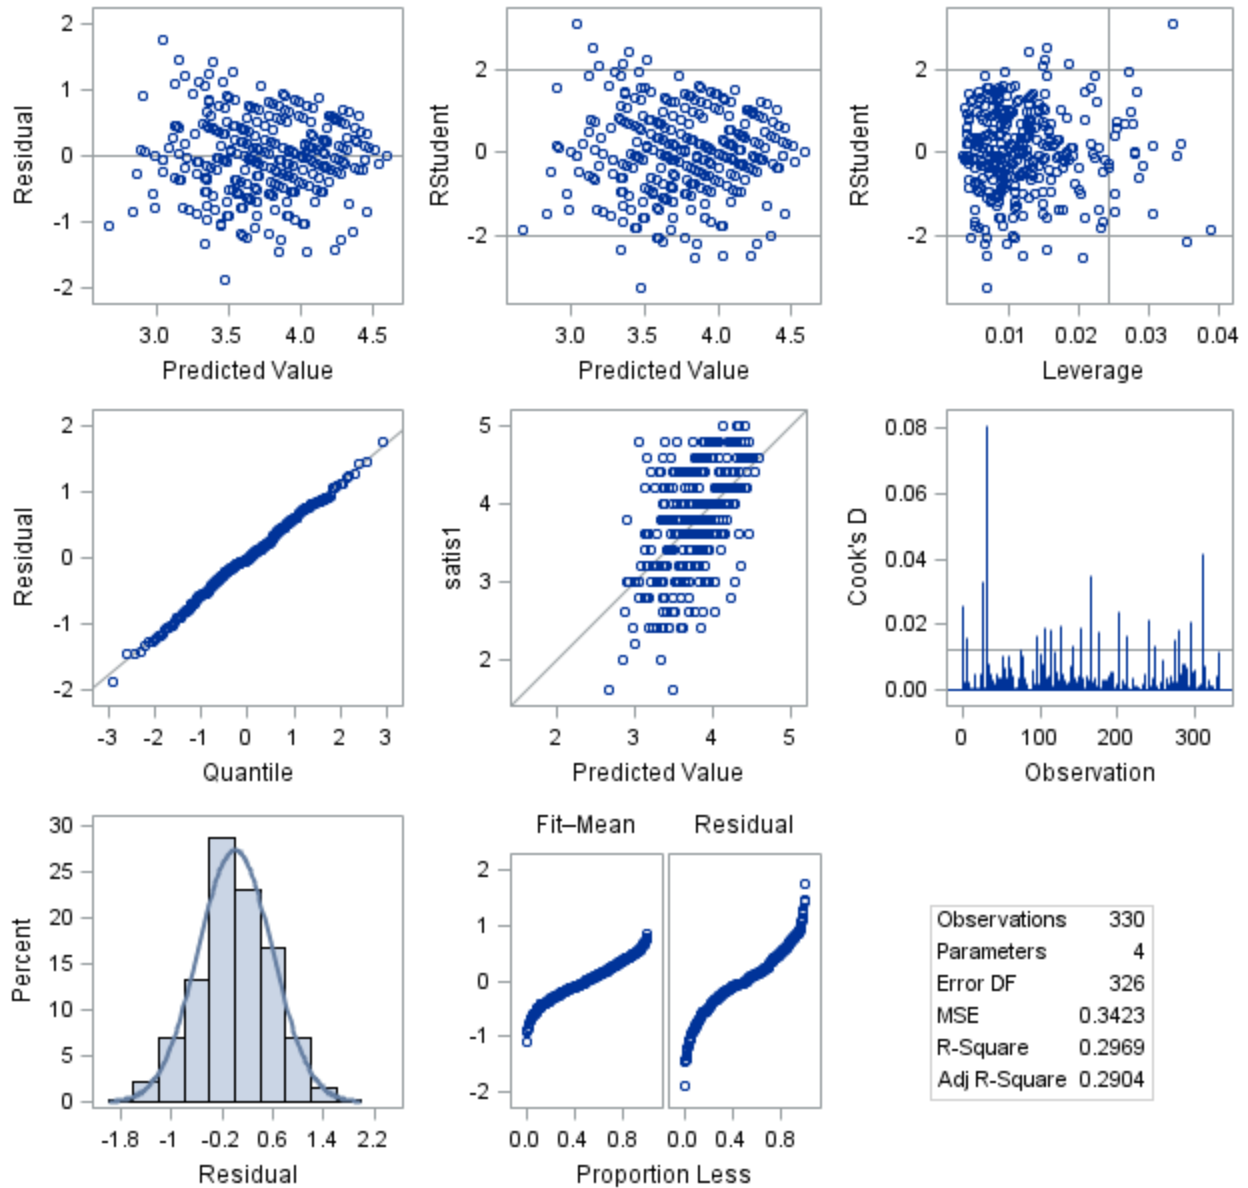 2
1
0
-1
-2
Residual
3.0 3.5 4.0 4.5
Predicted Value
2
0
-2
RStudent
3.0 3.5 4.0 4.5
Predicted Value
2
0
-2
RStudent
0.01 0.02 0.03 0.04
Leverage
2
1
0
-1
-2
Residual
-3 -2 -1 0 1 2 3
Quantile
5
4
3
2
satis1
2 3 4 5
Predicted Value
0.08
0.06
0.04
0.02
0.00
Cook's D
0 100 200 300
Observation
30
25
20
15
10
5
0
Percent
-1.8 -1 -0.2 0.6 1.4 2.2
Residual
Fit–Mean Residual
2
1
0
-1
-2
0.0 0.4 0.8 0.0 0.4 0.8
Proportion Less
Observations 330
Parameters 4
Error DF 326
MSE 0.3423
R-Square 0.2969
Adj R-Square 0.2904